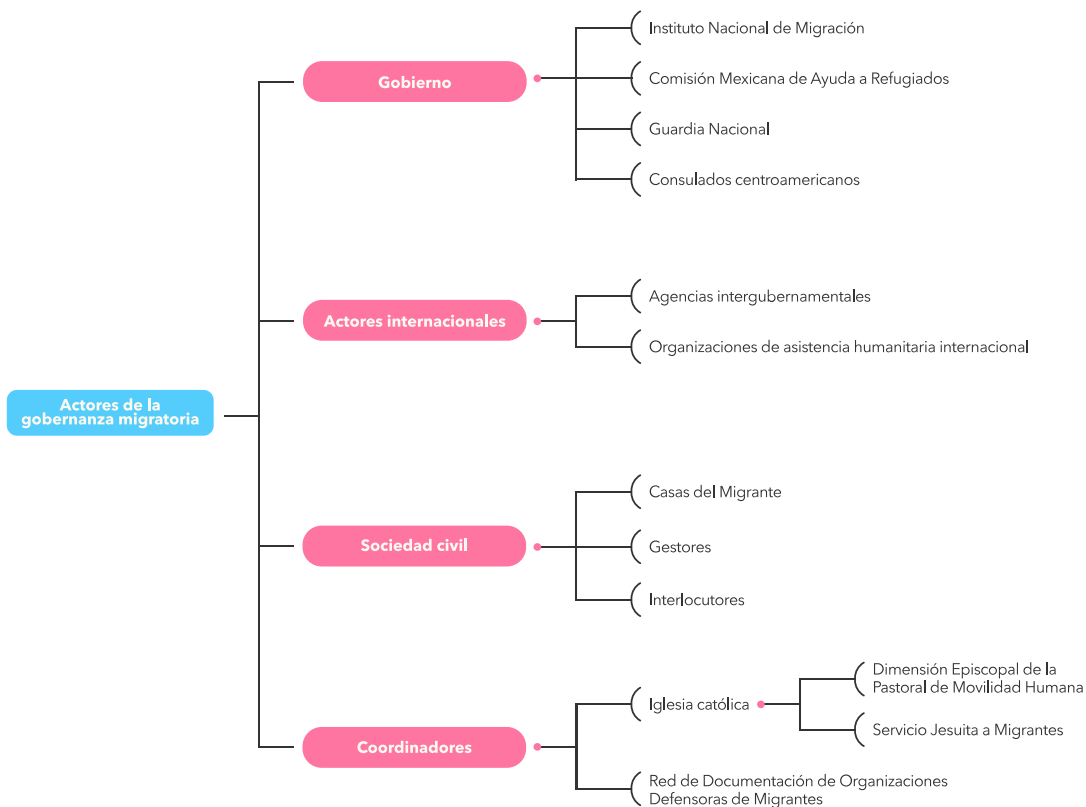 Actores de la
gobernanza migratoria
Gobierno
Instituto Nacional de Migración
Comisión Mexicana de Ayuda a Refugiados
Guardia Nacional
Consulados centroamericanos
Actores internacionales
Agencias intergubernamentales
Organizaciones de asistencia humanitaria internacional
Sociedad civil
Casas del Migrante
Gestores
Interlocutores
Coordinadores
Iglesia católica
Dimensión Episcopal de la
Pastoral de Movilidad Humana
Servicio Jesuita a Migrantes
Red de Documentación de Organizaciones
Defensoras de Migrantes